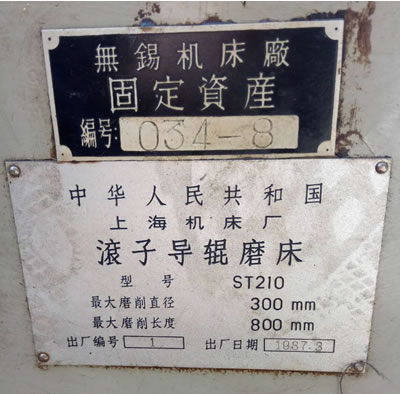 無錫机床廠
固定資産
編号: 034-8
中华人民共和国
上海机床厂
滚子导辊磨床
型号 ST210
最大磨削直径 300 mm
最大磨削长度 800 mm
出厂编号 1 出厂日期 1987.3